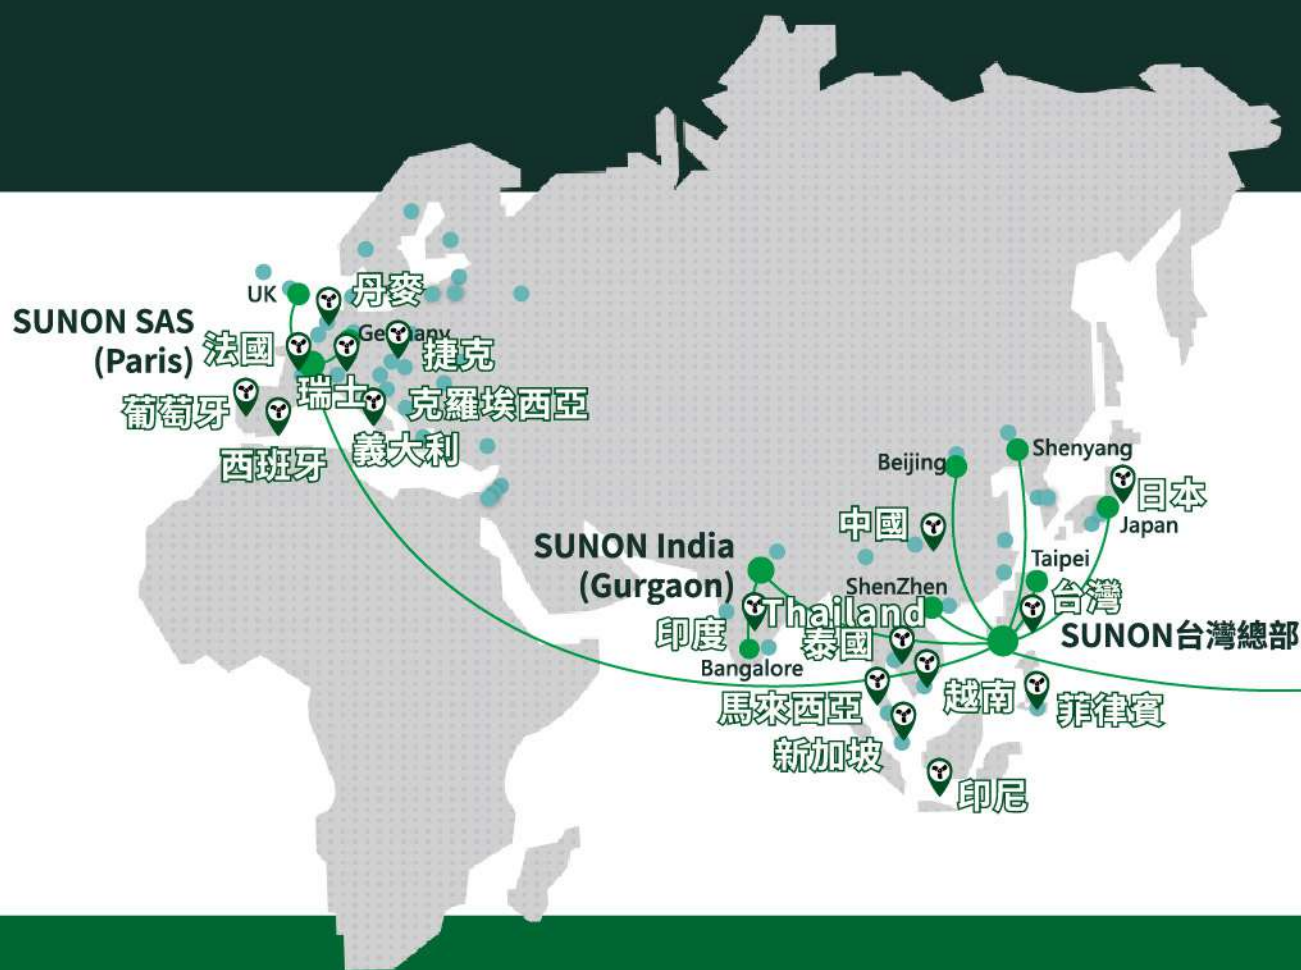 丹麥
UK
SUNON SAS
(Paris)
法國
Germany
捷克
瑞士
葡萄牙
克羅埃西亞
西班牙
義大利
Beijing
Shenyang
日本
Japan
中國
SUNON India
(Gurgaon)
Taipei
ShenZhen
台灣
Thailand
印度
泰國
SUNON台灣總部
Bangalore
馬來西亞
越南
菲律賓
新加坡
印尼